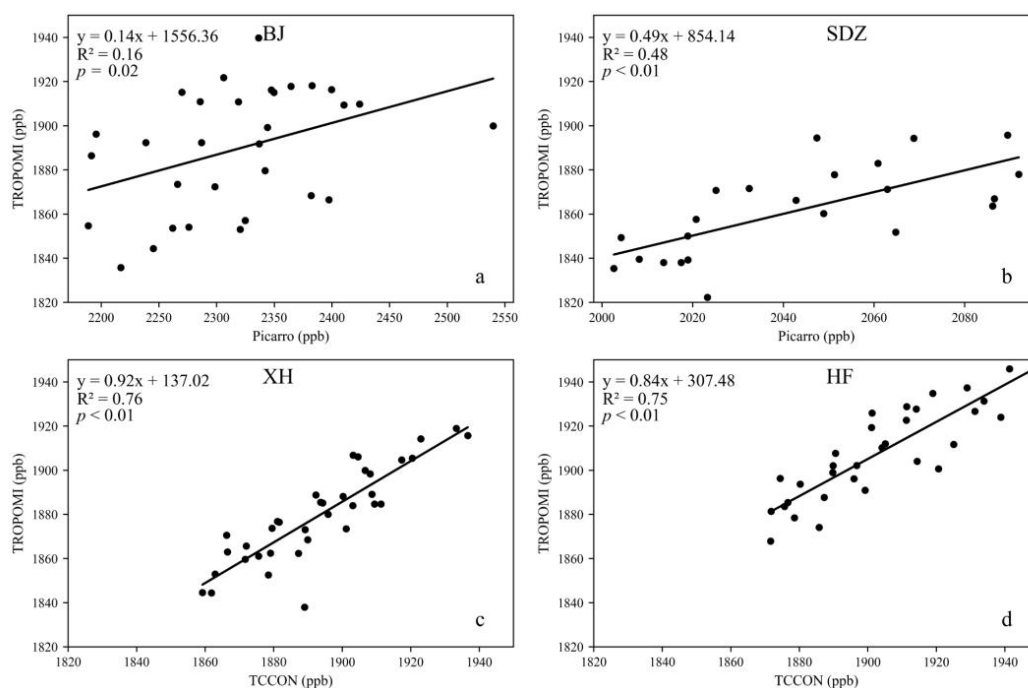 BJ
y = 0.14x + 1556.36
R² = 0.16
p = 0.02
1940
1920
1900
1880
1860
1840
1820
TROPOMI (ppb)
a
2200 2250 2300 2350 2400 2450 2500 2550
Picarro (ppb)
SDZ
y = 0.49x + 854.14
R² = 0.48
p < 0.01
1940
1920
1900
1880
1860
1840
1820
TROPOMI (ppb)
b
2000 2020 2040 2060 2080
Picarro (ppb)
XH
y = 0.92x + 137.02
R² = 0.76
p < 0.01
1940
1920
1900
1880
1860
1840
1820
TROPOMI (ppb)
c
1820 1840 1860 1880 1900 1920 1940
TCCON (ppb)
HF
y = 0.84x + 307.48
R² = 0.75
p < 0.01
1940
1920
1900
1880
1860
1840
1820
TROPOMI (ppb)
d
1820 1840 1860 1880 1900 1920 1940
TCCON (ppb)